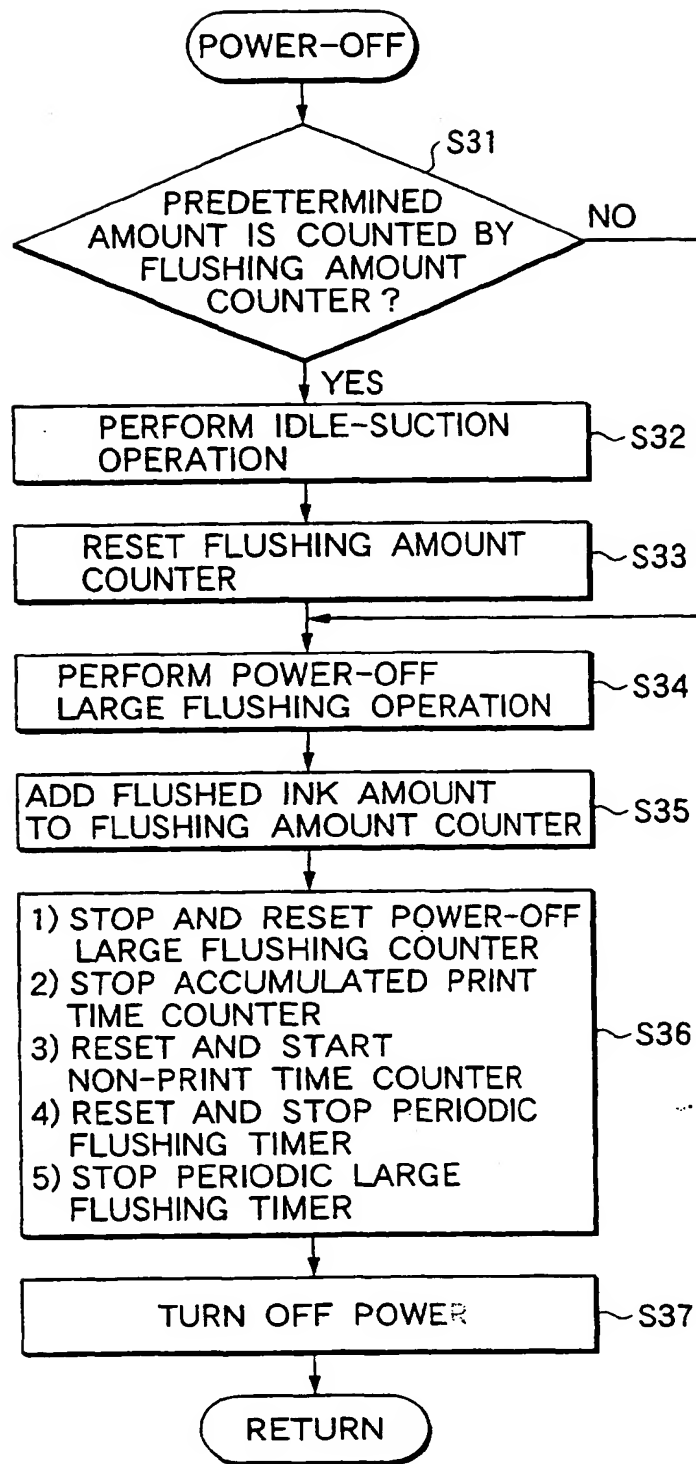 POWER-OFF
S31
PREDETERMINED
AMOUNT IS COUNTED BY
FLUSHING AMOUNT
COUNTER?
NO
YES
PERFORM IDLE-SUCTION
OPERATION
S32
RESET FLUSHING AMOUNT
COUNTER
S33
PERFORM POWER-OFF
LARGE FLUSHING OPERATION
S34
ADD FLUSHED INK AMOUNT
TO FLUSHING AMOUNT COUNTER
S35
1) STOP AND RESET POWER-OFF
LARGE FLUSHING COUNTER
2) STOP ACCUMULATED PRINT
TIME COUNTER
3) RESET AND START
NON-PRINT TIME COUNTER
4) RESET AND STOP PERIODIC
FLUSHING TIMER
5) STOP PERIODIC LARGE
FLUSHING TIMER
S36
TURN OFF POWER
S37
RETURN